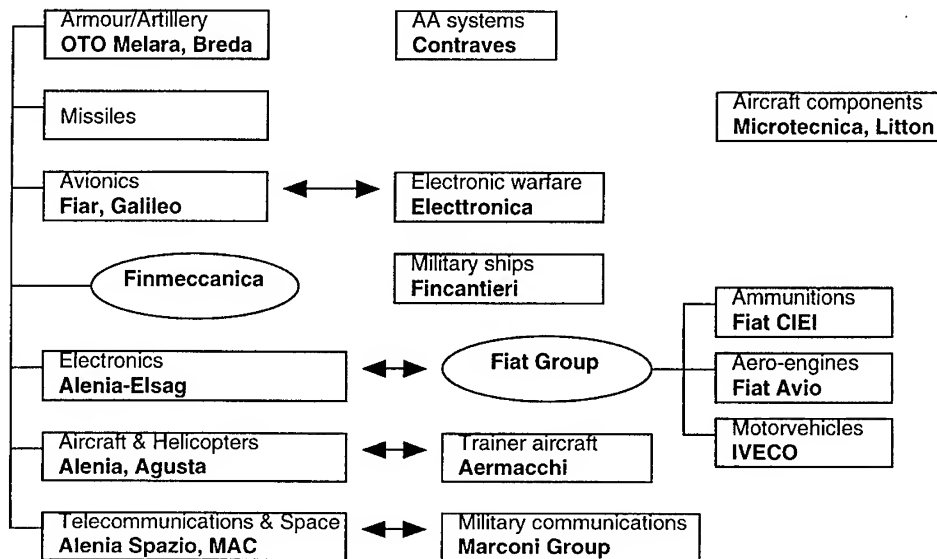 Armour/Artillery
OTO Melara, Breda
AA systems
Contraves
Missiles
Aircraft components
Microtecnica, Litton
Avionics
Fiar, Galileo
Electronic warfare
Electtronica
Finmeccanica
Military ships
Fincantieri
Ammunitions
Fiat CIEI
Electronics
Alenia-Elsag
Fiat Group
Aero-engines
Fiat Avio
Aircraft & Helicopters
Alenia, Agusta
Trainer aircraft
Aermacchi
Motorvehicles
IVECO
Telecommunications & Space
Alenia Spazio, MAC
Military communications
Marconi Group